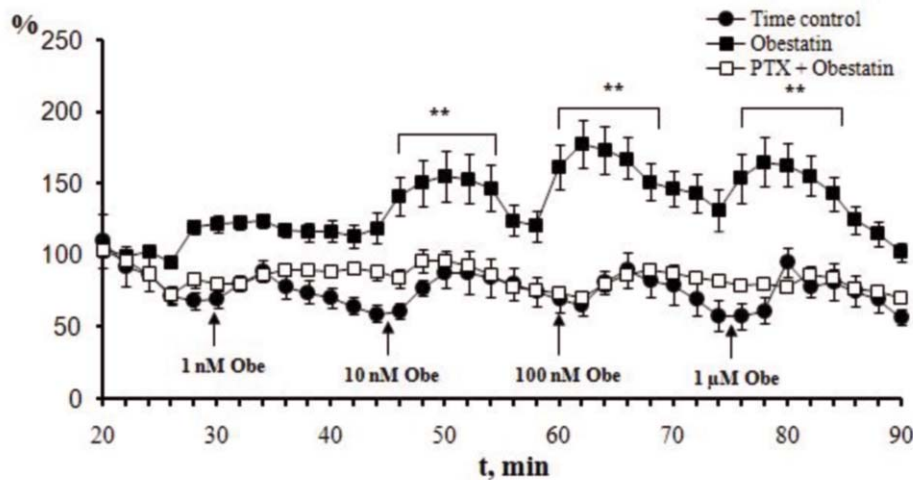 %
250
200
150
100
50
0
Time control
Obestatin
PTX + Obestatin
**
**
**
1 nM Obe
10 nM Obe
100 nM Obe
1 µM Obe
20 30 40 50 60 70 80 90
t, min